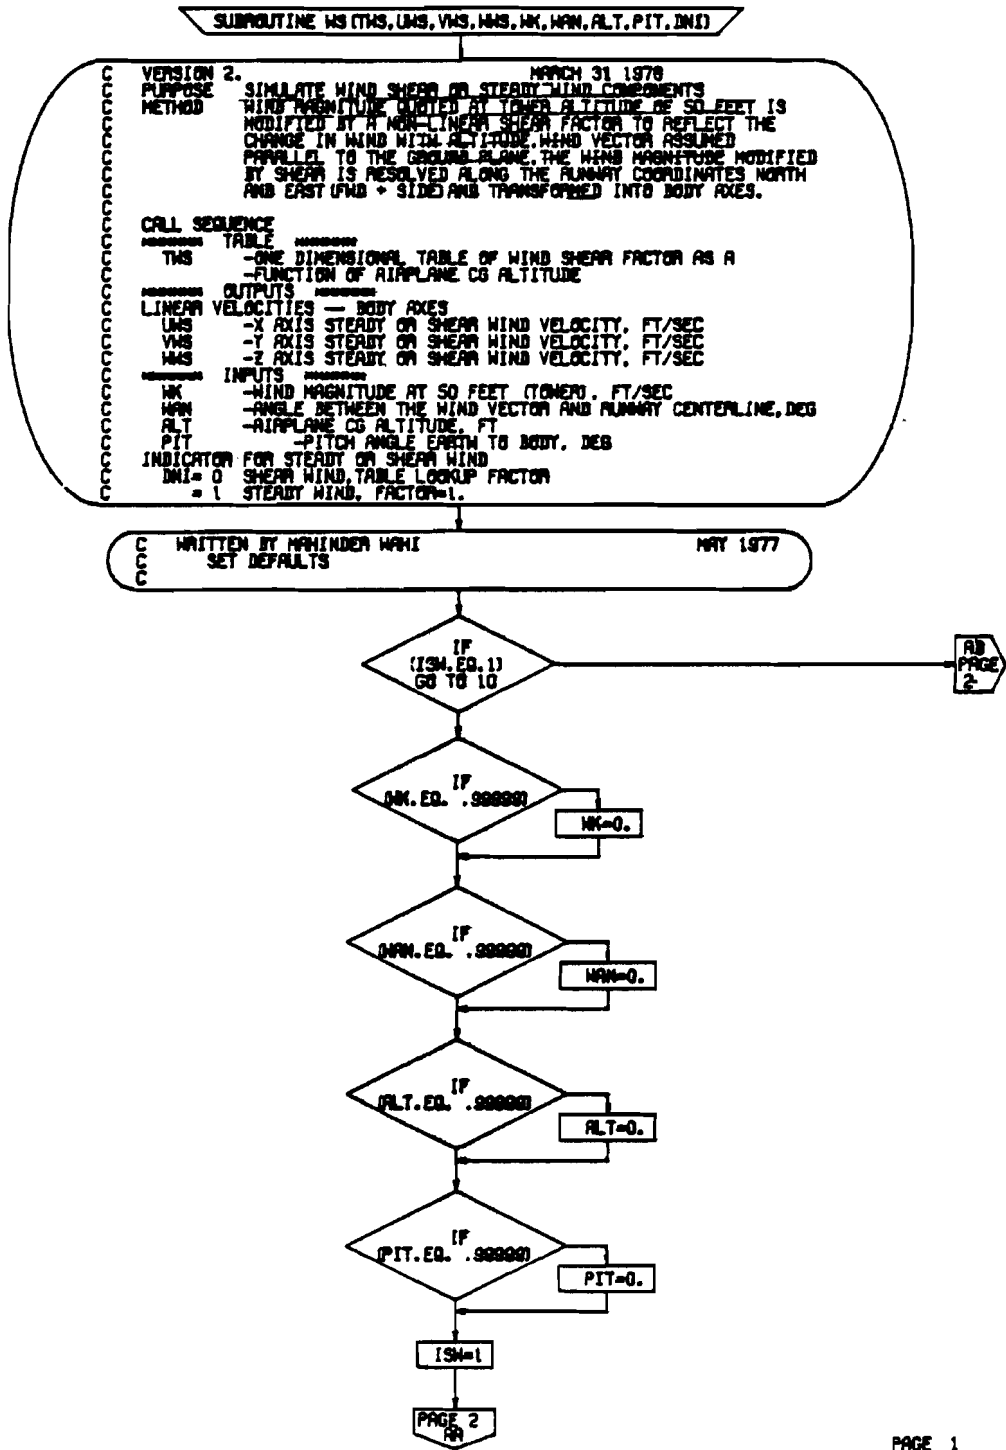 SUBROUTINE WS(TWS,UWS,VWS,WWS,WK,WAN,ALT,PIT,DNI)
C VERSION 2. MARCH 31 1978
C PURPOSE SIMULATE WIND SHEAR OR STEADY WIND COMPONENTS
C METHOD WIND MAGNITUDE QUOTED AT TOWER ALTITUDE OF 50 FEET IS
C MODIFIED BY A NON-LINEAR SHEAR FACTOR TO REFLECT THE
C CHANGE IN WIND WITH ALTITUDE.WIND VECTOR ASSUMED
C PARALLEL TO THE GROUND PLANE.THE WIND MAGNITUDE MODIFIED
C BY SHEAR IS RESOLVED ALONG THE RUNWAY COORDINATES NORTH
C AND EAST(FWD + SIDE)AND TRANSFORMED INTO BODY AXES.
C
C CALL SEQUENCE
C ******* TABLE *******
C TWS -ONE DIMENSIONAL TABLE OF WIND SHEAR FACTOR AS A
C -FUNCTION OF AIRPLANE CG ALTITUDE
C ******* OUTPUTS *******
C LINEAR VELOCITIES -- BODY AXES
C UWS -X AXIS STEADY OR SHEAR WIND VELOCITY, FT/SEC
C VWS -Y AXIS STEADY OR SHEAR WIND VELOCITY, FT/SEC
C WWS -Z AXIS STEADY OR SHEAR WIND VELOCITY, FT/SEC
C ******* INPUTS *******
C WK -WIND MAGNITUDE AT 50 FEET (TOWER), FT/SEC
C WAN -ANGLE BETWEEN THE WIND VECTOR AND RUNWAY CENTERLINE,DEG
C ALT -AIRPLANE CG ALTITUDE, FT
C PIT -PITCH ANGLE EARTH TO BODY, DEG
C INDICATOR FOR STEADY OR SHEAR WIND
C DNI= 0 SHEAR WIND,TABLE LOOKUP FACTOR
C = 1 STEADY WIND, FACTOR=1.
C WRITTEN BY MAHINDER WAHI MAY 1977
C SET DEFAULTS
C
IF
(ISW.EQ.1)
GO TO 10
AB
PAGE
2
IF
(WK.EQ. .99999)
WK=0.
IF
(WAN.EQ. .99999)
WAN=0.
IF
(ALT.EQ. .99999)
ALT=0.
IF
(PIT.EQ. .99999)
PIT=0.
ISW=1
PAGE 2
AA
PAGE 1